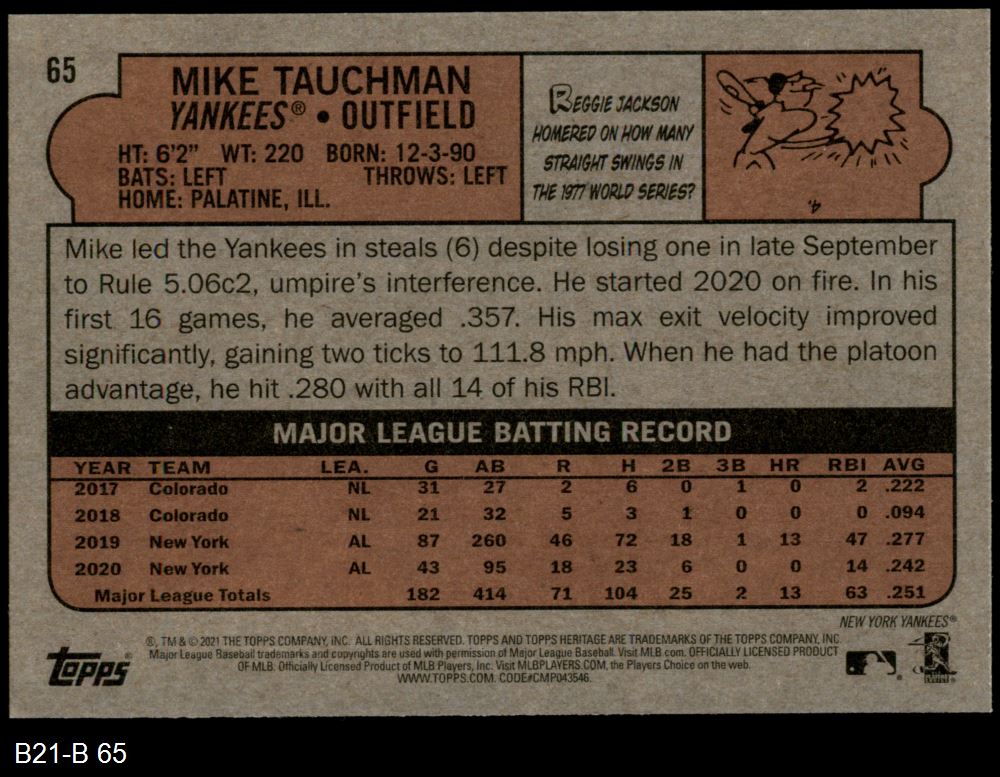 65
MIKE TAUCHMAN
YANKEES® • OUTFIELD
HT: 6'2" WT: 220 BORN: 12-3-90
BATS: LEFT THROWS: LEFT
HOME: PALATINE, ILL.
REGGIE JACKSON
HOMERED ON HOW MANY
STRAIGHT SWINGS IN
THE 1977 WORLD SERIES?
4.
Mike led the Yankees in steals (6) despite losing one in late September
to Rule 5.06c2, umpire's interference. He started 2020 on fire. In his
first 16 games, he averaged .357. His max exit velocity improved
significantly, gaining two ticks to 111.8 mph. When he had the platoon
advantage, he hit .280 with all 14 of his RBI.
MAJOR LEAGUE BATTING RECORD
YEAR TEAM LEA. G AB R H 2B 3B HR RBI AVG
2017 Colorado NL 31 27 2 6 0 1 0 2 .222
2018 Colorado NL 21 32 5 3 1 0 0 0 .094
2019 New York AL 87 260 46 72 18 1 13 47 .277
2020 New York AL 43 95 18 23 6 0 0 14 .242
Major League Totals 182 414 71 104 25 2 13 63 .251
NEW YORK YANKEES®
®, TM & © 2021 THE TOPPS COMPANY, INC. ALL RIGHTS RESERVED. TOPPS AND TOPPS HERITAGE ARE TRADEMARKS OF THE TOPPS COMPANY, INC.
Major League Baseball trademarks and copyrights are used with permission of Major League Baseball. Visit MLB.com. OFFICIALLY LICENSED PRODUCT
OF MLB. Officially Licensed Product of MLB Players, Inc. Visit MLBPLAYERS.COM, the Players Choice on the web.
WWW.TOPPS.COM. CODE#CMP043546.
Topps®
B21-B 65